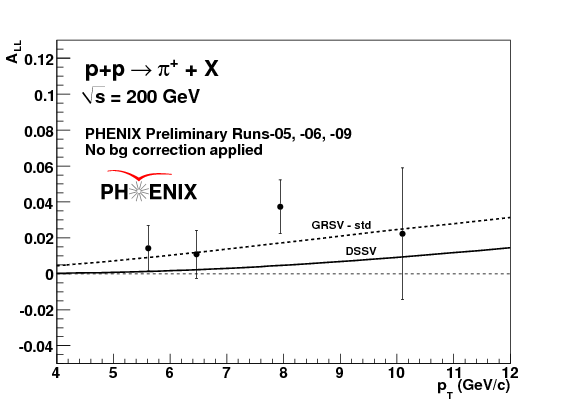 A_LL
p+p → π⁺ + X
√s = 200 GeV
PHENIX Preliminary Runs-05, -06, -09
No bg correction applied
PHENIX
GRSV - std
DSSV
0.12
0.1
0.08
0.06
0.04
0.02
0
-0.02
-0.04
4 5 6 7 8 9 10 11 12
p_T (GeV/c)